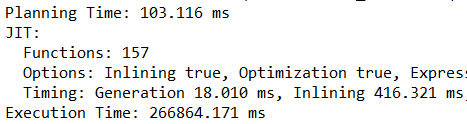 Planning Time: 103.116 ms
JIT:
Functions: 157
Options: Inlining true, Optimization true,
Timing: Generation 18.010 ms, Inlining 416.321 ms,
Execution Time: 266864.171 ms